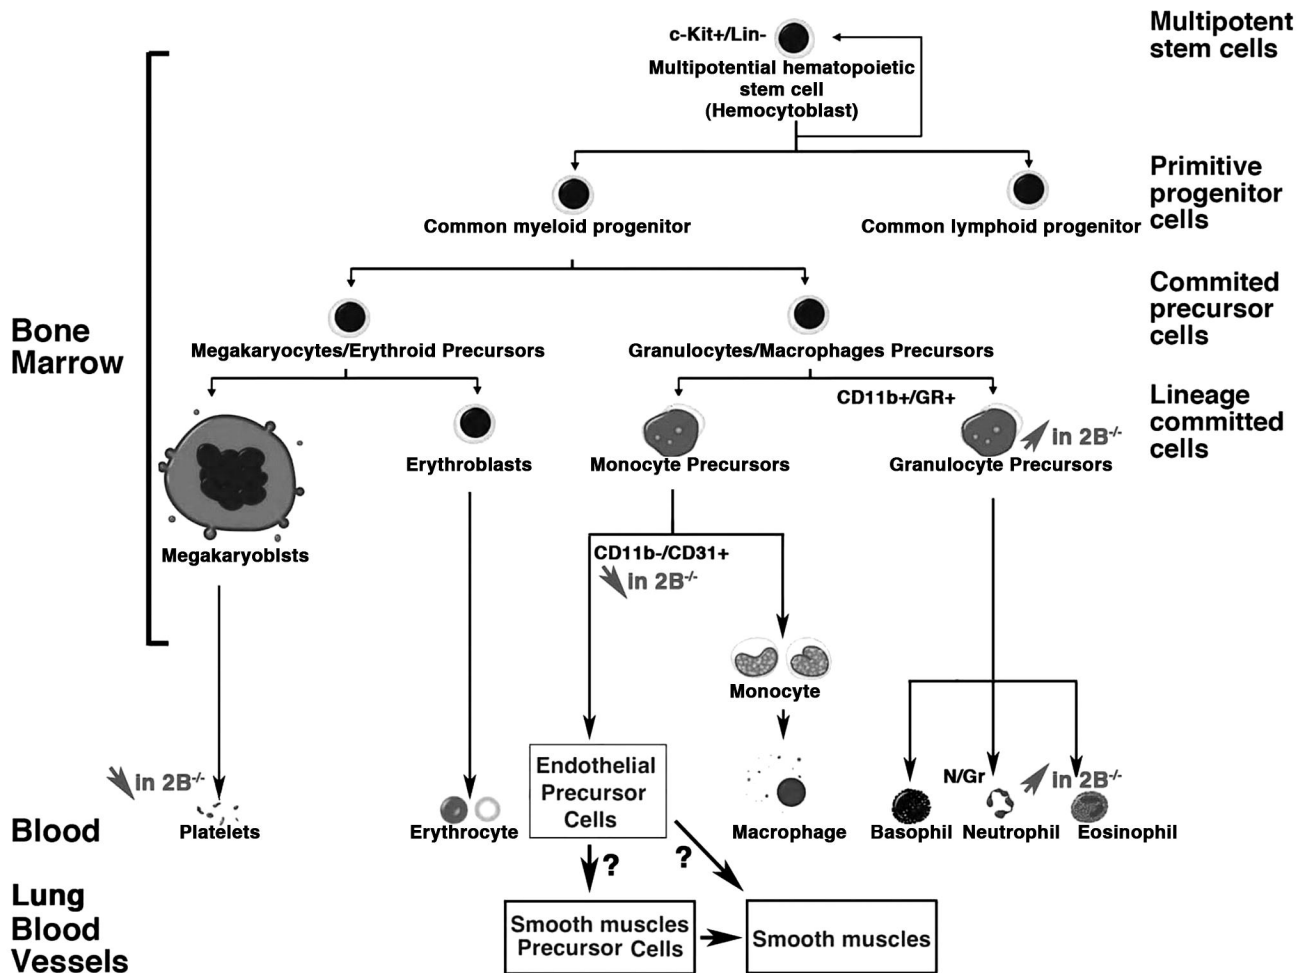 Multipotent
stem cells
c-Kit+/Lin-
Multipotential hematopoietic
stem cell
(Hemocytoblast)
Primitive
progenitor
cells
Common myeloid progenitor
Common lymphoid progenitor
Commited
precursor
cells
Bone
Marrow
Megakaryocytes/Erythroid Precursors
Granulocytes/Macrophages Precursors
Lineage
committed
cells
CD11b+/GR+
in 2B-/-
Erythroblasts
Monocyte Precursors
Granulocyte Precursors
Megakaryoblsts
CD11b-/CD31+
in 2B-/-
Monocyte
Endothelial
Precursor
Cells
in 2B-/-
N/Gr
in 2B-/-
Blood
Platelets
Erythrocyte
Macrophage
Basophil
Neutrophil
Eosinophil
?
?
Lung
Blood
Vessels
Smooth muscles
Precursor Cells
Smooth muscles